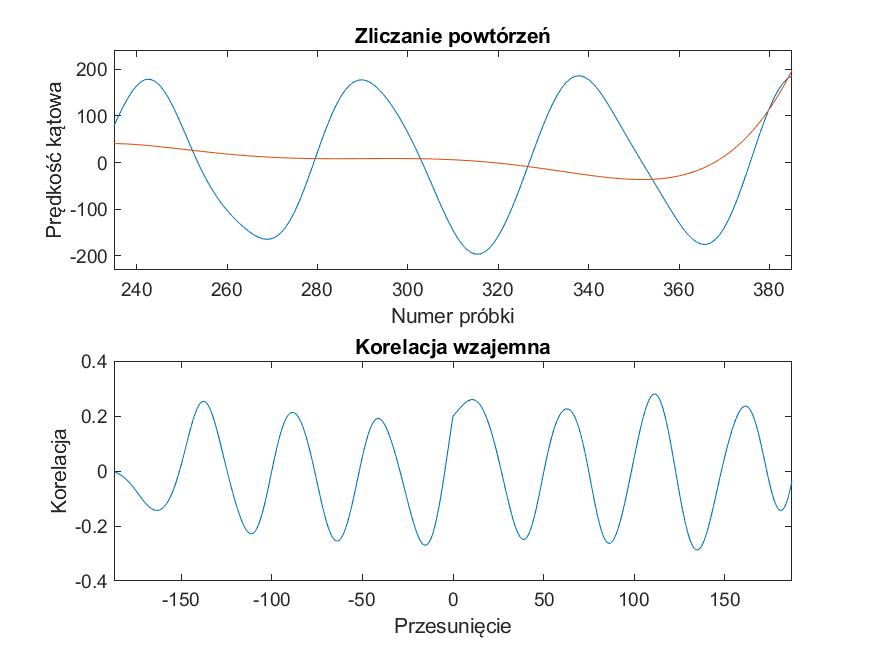 Zliczanie powtórzeń
200
100
0
-100
-200
Prędkość kątowa
240 260 280 300 320 340 360 380
Numer próbki
Korelacja wzajemna
0.4
0.2
0
-0.2
-0.4
Korelacja
-150 -100 -50 0 50 100 150
Przesunięcie